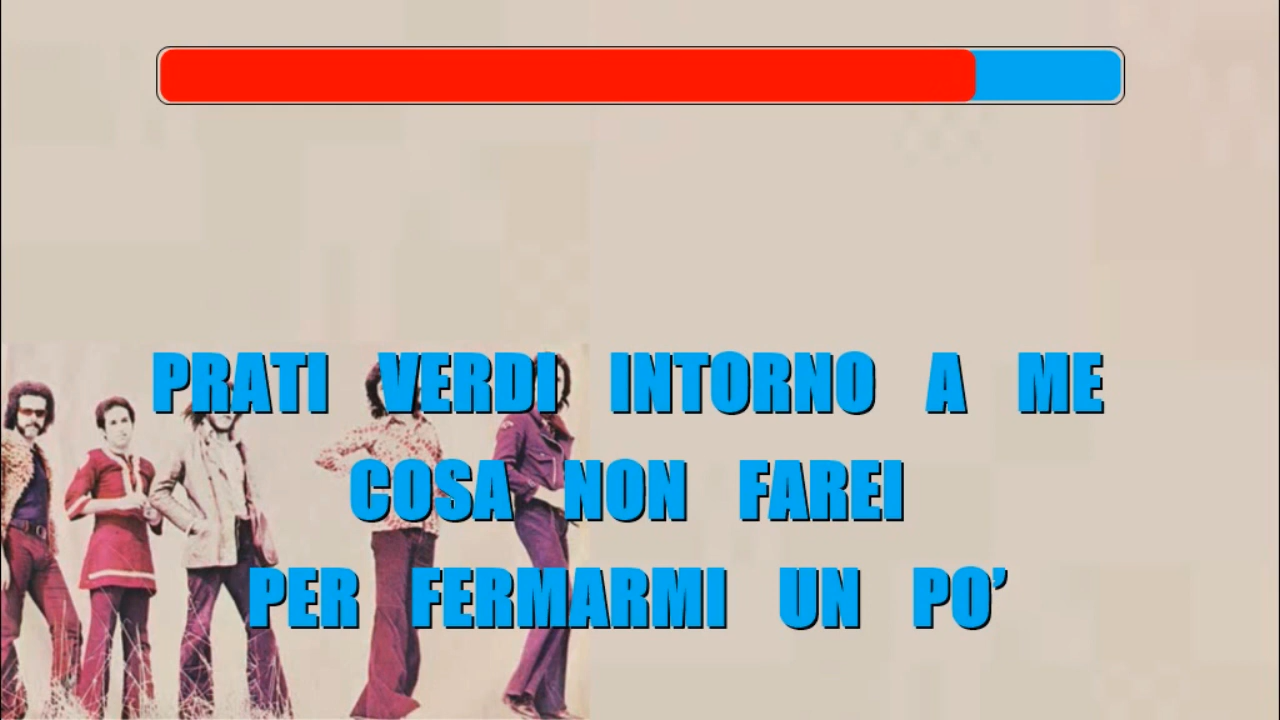 PRATI VERDI INTORNO A ME
COSA NON FAREI
PER FERMARMI UN PO'